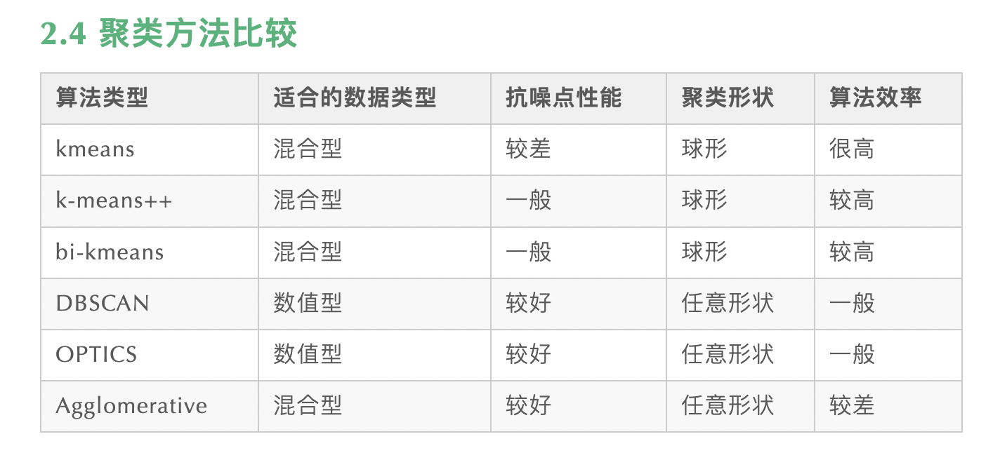 2.4 聚类方法比较
算法类型 适合的数据类型 抗噪点性能 聚类形状 算法效率
kmeans 混合型 较差 球形 很高
k-means++ 混合型 一般 球形 较高
bi-kmeans 混合型 一般 球形 较高
DBSCAN 数值型 较好 任意形状 一般
OPTICS 数值型 较好 任意形状 一般
Agglomerative 混合型 较好 任意形状 较差